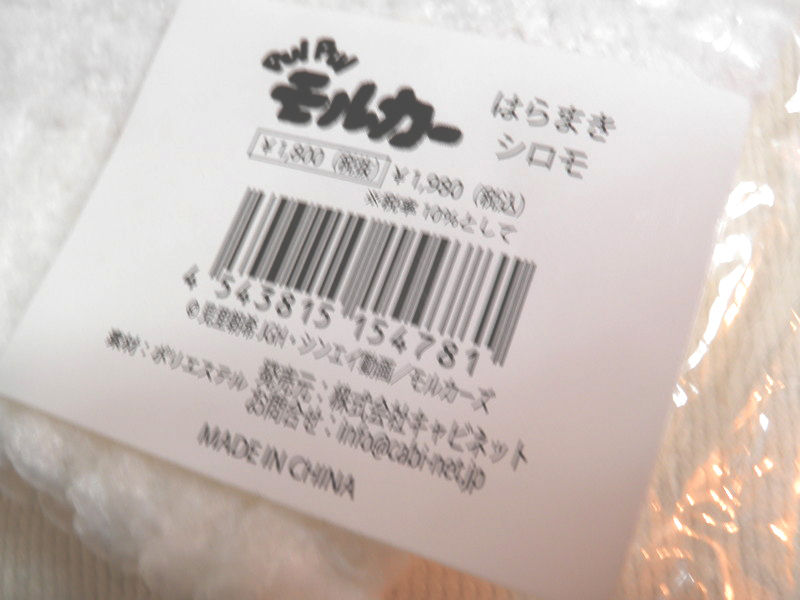 PUI PUI
モルカー
はらまき
シロモ
¥1,800 (税抜) ¥1,980 (税込)
※税率10%として
4 543815 154781
©見里朝希JGH・シンエイ動画/モルカーズ
素材:ポリエステル
発売元:株式会社キャビネット
お問合せ:info@cabi-net.jp
MADE IN CHINA